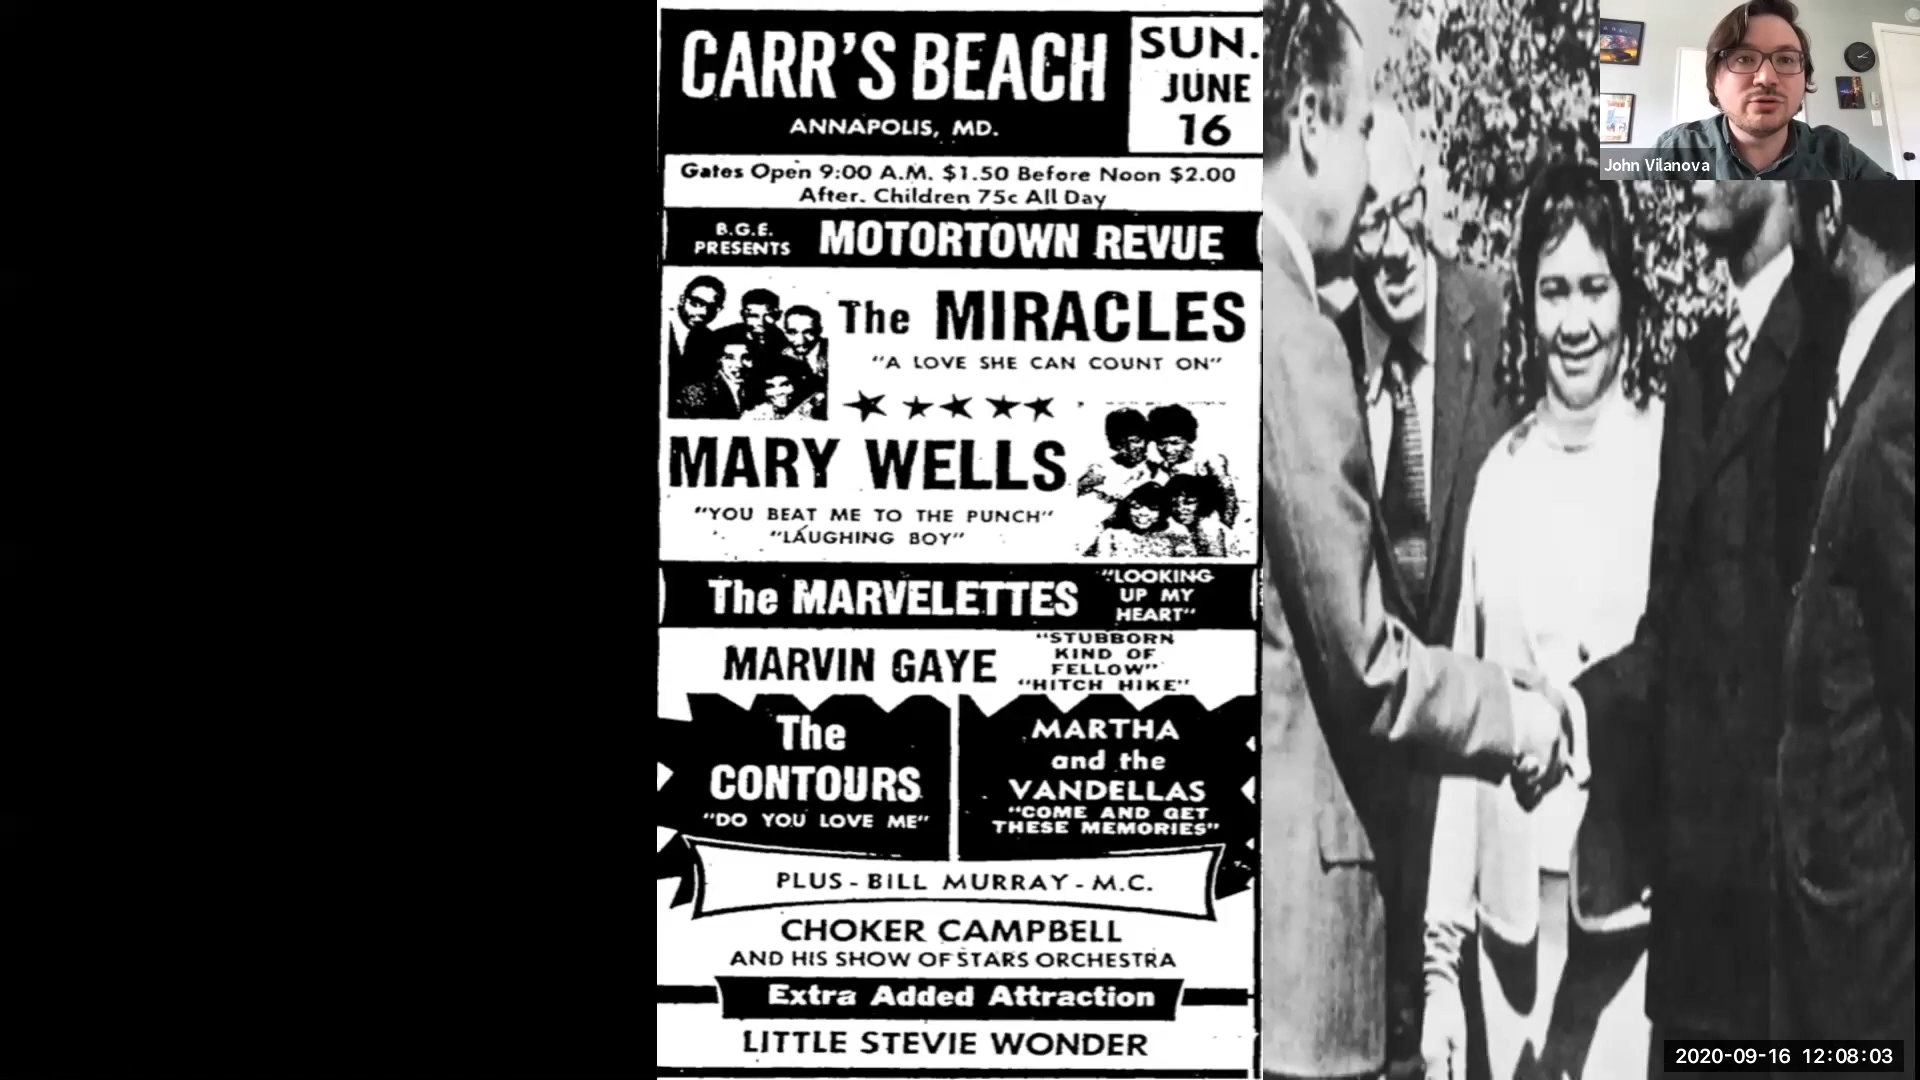 CARR'S BEACH
ANNAPOLIS, MD.
SUN.
JUNE
16
Gates Open 9:00 A.M. $1.50 Before Noon $2.00
After. Children 75c All Day
B.G.E.
PRESENTS
MOTORTOWN REVUE
The MIRACLES
"A LOVE SHE CAN COUNT ON"
MARY WELLS
"YOU BEAT ME TO THE PUNCH"
"LAUGHING BOY"
The MARVELETTES
"LOOKING
UP MY
HEART"
MARVIN GAYE
"STUBBORN
KIND OF
FELLOW"
"HITCH HIKE"
The
CONTOURS
"DO YOU LOVE ME"
MARTHA
and the
VANDELLAS
"COME AND GET
THESE MEMORIES"
PLUS - BILL MURRAY - M.C.
CHOKER CAMPBELL
AND HIS SHOW OF STARS ORCHESTRA
Extra Added Attraction
LITTLE STEVIE WONDER
John Vilanova
2020-09-16 12:08:03